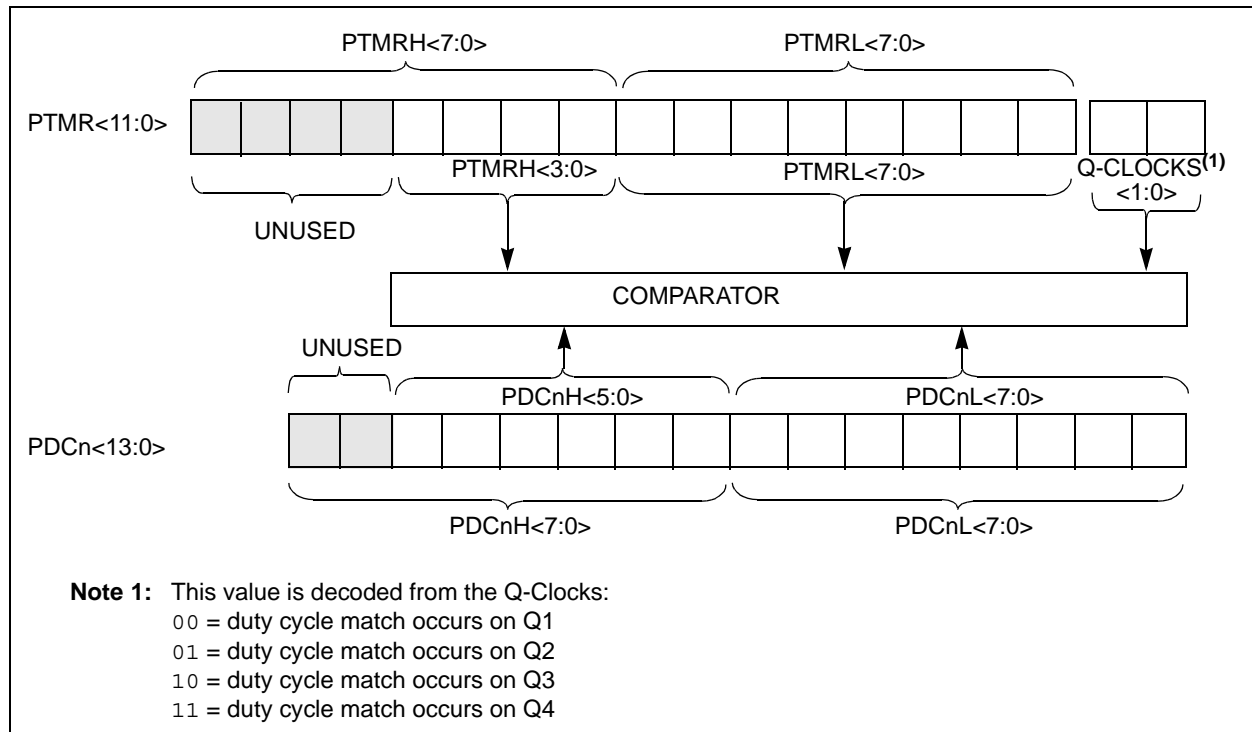 PTMRH<7:0> PTMRL<7:0>
PTMR<11:0>
PTMRH<3:0> PTMRL<7:0> Q-CLOCKS(1)
<1:0>
UNUSED
COMPARATOR
UNUSED
PDCnH<5:0> PDCnL<7:0>
PDCn<13:0>
PDCnH<7:0> PDCnL<7:0>
Note 1: This value is decoded from the Q-Clocks:
00 = duty cycle match occurs on Q1
01 = duty cycle match occurs on Q2
10 = duty cycle match occurs on Q3
11 = duty cycle match occurs on Q4